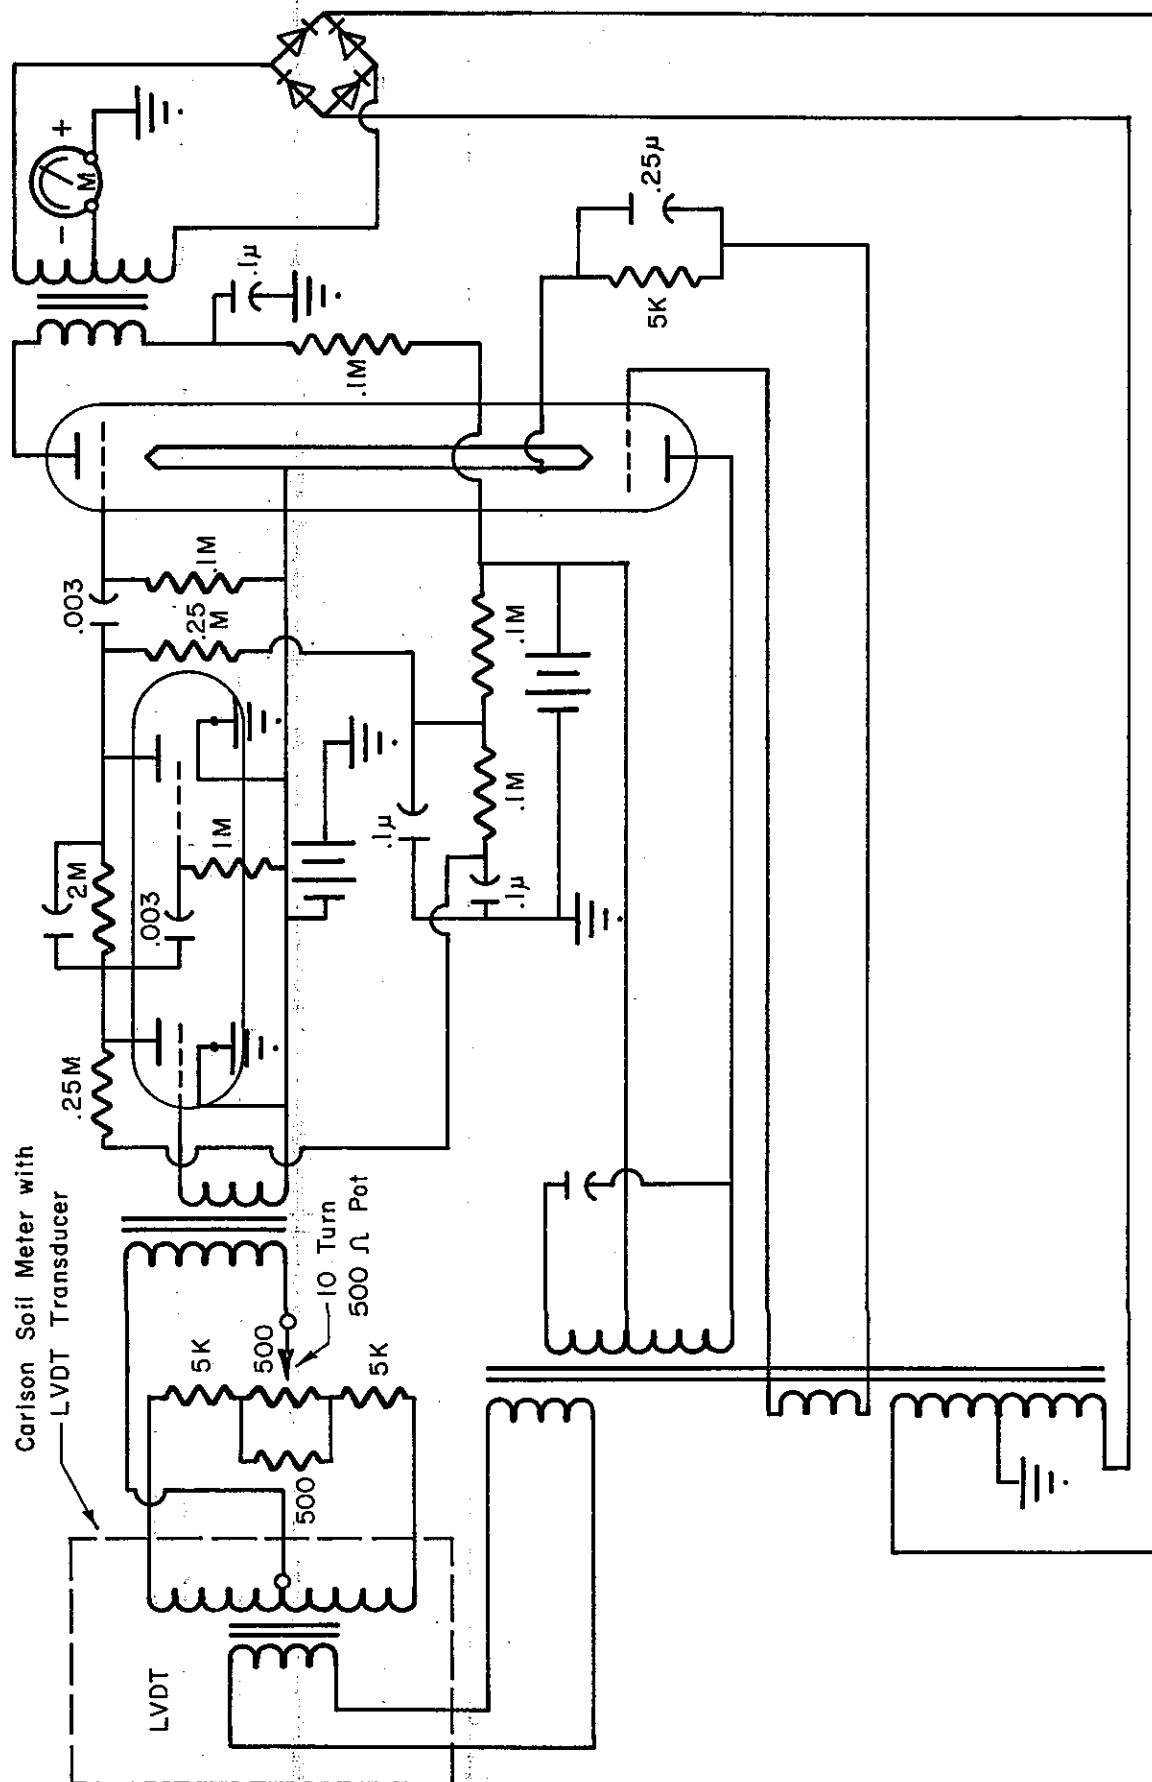 Carlson Soil Meter with
LVDT Transducer
LVDT
500
5K
500
5K
10 Turn
500 Ω Pot
.25M
2M
.003
1M
.003
.25
M
.1M
.1μ
.1M
.1μ
.1M
.1M
.1μ
- M +
5K
.25μ